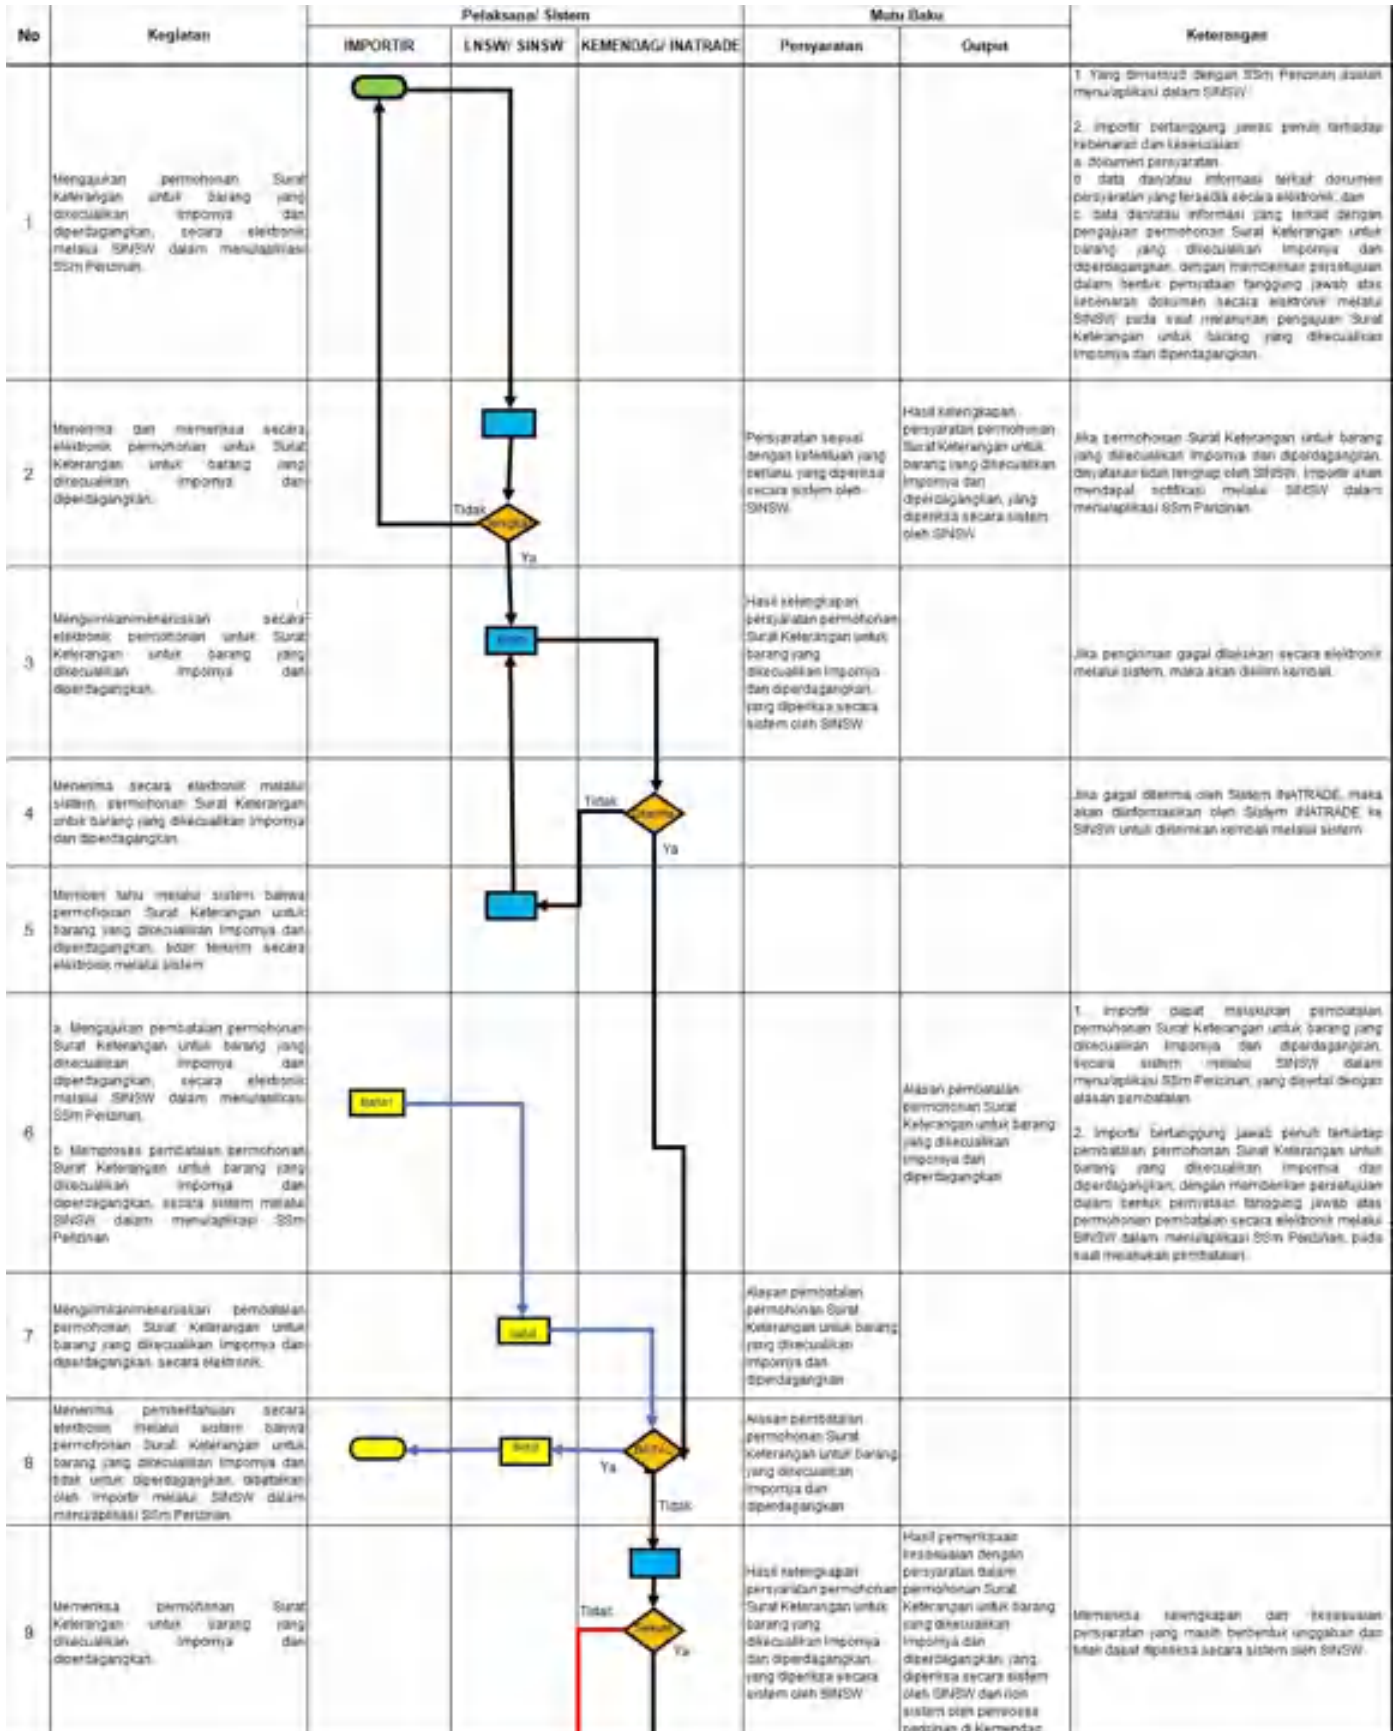 No
Kegiatan
Pelaksana/ Sistem
Mutu Baku
Keterangan
IMPORTIR
LNSW/ SINSW
KEMENDAG/ INATRADE
Persyaratan
Output
1
Mengajukan permohonan Surat
Keterangan untuk barang yang
dikecualikan Impornya dan
diperdagangkan, secara elektronik
melalui SINSW dalam menu/aplikasi
SSm Perizinan.
1. Yang dimaksud dengan SSm Perizinan adalah
menu/aplikasi dalam SINSW
2. Importir bertanggung jawab penuh terhadap
kebenaran dan kesesuaian:
a. dokumen persyaratan
b. data dan/atau informasi terkait dokumen
persyaratan yang tersedia secara elektronik, dan
c. data dan/atau informasi yang terkait dengan
pengajuan permohonan Surat Keterangan untuk
barang yang dikecualikan Impornya dan
diperdagangkan, dengan memberikan persetujuan
dalam bentuk pernyataan tanggung jawab atas
kebenaran dokumen secara elektronik melalui
SINSW pada saat melakukan pengajuan Surat
Keterangan untuk barang yang dikecualikan
Impornya dan diperdagangkan.
2
Menerima dan memeriksa secara
elektronik permohonan untuk Surat
Keterangan untuk barang yang
dikecualikan Impornya dan
diperdagangkan.
Tidak
Ya
Persyaratan sesuai
dengan ketentuan yang
berlaku, yang diperiksa
secara sistem oleh
SINSW.
Hasil kelengkapan
persyaratan permohonan
Surat Keterangan untuk
barang yang dikecualikan
Impornya dan
diperdagangkan, yang
diperiksa secara sistem
oleh SINSW.
Jika permohonan Surat Keterangan untuk barang
yang dikecualikan Impornya dan diperdagangkan,
dinyatakan tidak lengkap oleh SINSW, Importir akan
mendapat notifikasi melalui SINSW dalam
menu/aplikasi SSm Perizinan
3
Mengirimkan/meneruskan secara
elektronik permohonan untuk Surat
Keterangan untuk barang yang
dikecualikan Impornya dan
diperdagangkan.
Hasil kelengkapan
persyaratan permohonan
Surat Keterangan untuk
barang yang
dikecualikan Impornya
dan diperdagangkan,
yang diperiksa secara
sistem oleh SINSW
Jika pengiriman gagal dilakukan secara elektronik
melalui sistem, maka akan dikirim kembali.
4
Menerima secara elektronik melalui
sistem, permohonan Surat Keterangan
untuk barang yang dikecualikan Impornya
dan diperdagangkan.
Tidak
Ya
Jika gagal diterima oleh Sistem INATRADE, maka
akan diinformasikan oleh Sistem INATRADE ke
SINSW untuk dikirimkan kembali melalui sistem
5
Memberi tahu melalui sistem bahwa
permohonan Surat Keterangan untuk
barang yang dikecualikan Impornya dan
diperdagangkan, tidak terkirim secara
elektronik melalui sistem
6
a. Mengajukan pembatalan permohonan
Surat Keterangan untuk barang yang
dikecualikan Impornya dan
diperdagangkan, secara elektronik
melalui SINSW dalam menu/aplikasi
SSm Perizinan.
b. Memproses pembatalan permohonan
Surat Keterangan untuk barang yang
dikecualikan Impornya dan
diperdagangkan, secara sistem melalui
SINSW dalam menu/aplikasi SSm
Perizinan
Alasan pembatalan
permohonan Surat
Keterangan untuk barang
yang dikecualikan
Impornya dan
diperdagangkan
1. Importir dapat melakukan pembatalan
permohonan Surat Keterangan untuk barang yang
dikecualikan Impornya dan diperdagangkan,
secara sistem melalui SINSW dalam
menu/aplikasi SSm Perizinan, yang disertai dengan
alasan pembatalan
2. Importir bertanggung jawab penuh terhadap
pembatalan permohonan Surat Keterangan untuk
barang yang dikecualikan Impornya dan
diperdagangkan, dengan memberikan persetujuan
dalam bentuk pernyataan tanggung jawab atas
permohonan pembatalan secara elektronik melalui
SINSW dalam menu/aplikasi SSm Perizinan, pada
saat melakukan pembatalan.
7
Mengirimkan/meneruskan pembatalan
permohonan Surat Keterangan untuk
barang yang dikecualikan Impornya dan
diperdagangkan, secara elektronik.
Alasan pembatalan
permohonan Surat
Keterangan untuk barang
yang dikecualikan
Impornya dan
diperdagangkan
8
Menerima pemberitahuan secara
elektronik melalui sistem bahwa
permohonan Surat Keterangan untuk
barang yang dikecualikan Impornya dan
tidak untuk diperdagangkan, dibatalkan
oleh Importir melalui SINSW dalam
menu/aplikasi SSm Perizinan
Ya
Tidak
Alasan pembatalan
permohonan Surat
Keterangan untuk barang
yang dikecualikan
Impornya dan
diperdagangkan
9
Memeriksa permohonan Surat
Keterangan untuk barang yang
dikecualikan Impornya dan
diperdagangkan.
Tidak
Ya
Hasil kelengkapan
persyaratan permohonan
Surat Keterangan untuk
barang yang
dikecualikan Impornya
dan diperdagangkan,
yang diperiksa secara
sistem oleh SINSW
Hasil pemeriksaan
kesesuaian dengan
persyaratan dalam
permohonan Surat
Keterangan untuk barang
yang dikecualikan
Impornya dan
diperdagangkan, yang
diperiksa secara sistem
oleh SINSW dan non
sistem oleh pemroses
perizinan di Kemendag
Memeriksa kelengkapan dan kesesuaian
persyaratan yang masih berbentuk unggahan dan
tidak dapat diperiksa secara sistem oleh SINSW.